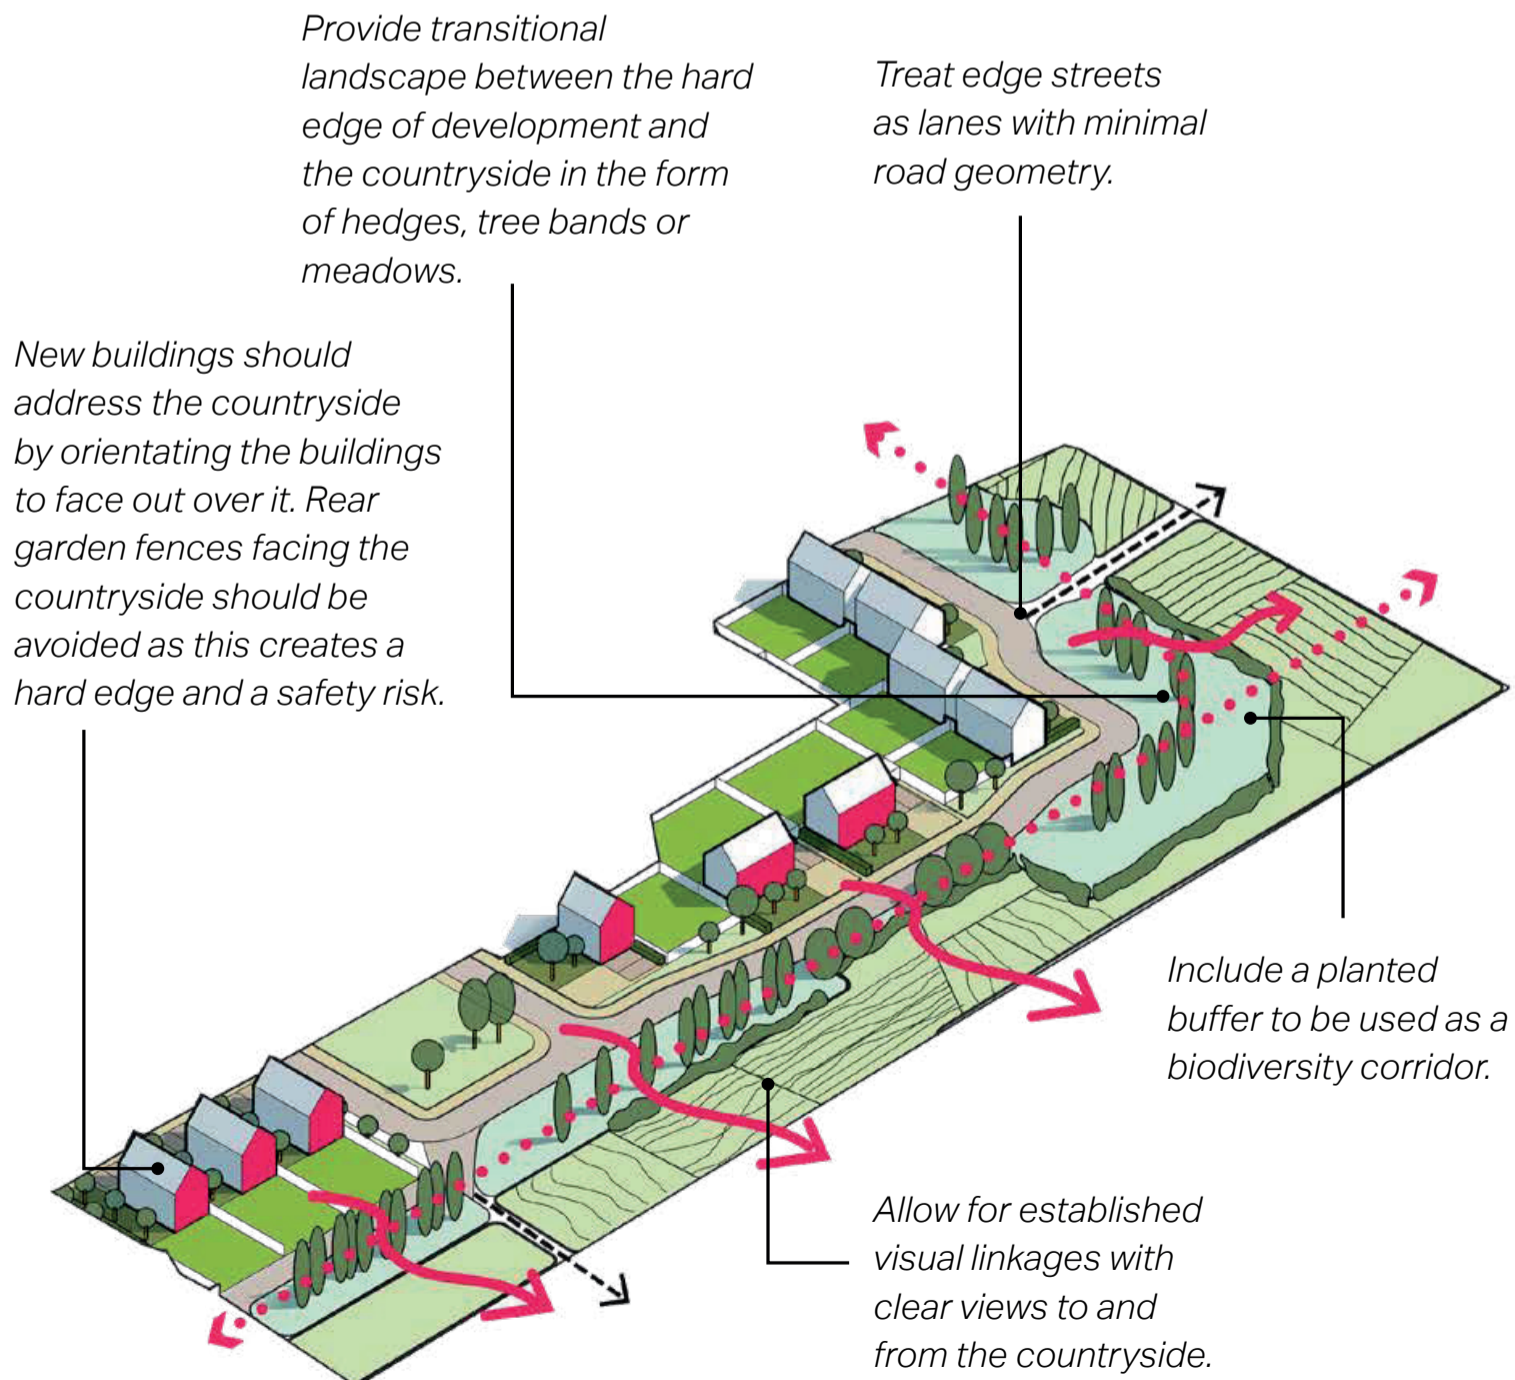 Provide transitional
landscape between the hard
edge of development and
the countryside in the form
of hedges, tree bands or
meadows.
Treat edge streets
as lanes with minimal
road geometry.
New buildings should
address the countryside
by orientating the buildings
to face out over it. Rear
garden fences facing the
countryside should be
avoided as this creates a
hard edge and a safety risk.
Include a planted
buffer to be used as a
biodiversity corridor.
Allow for established
visual linkages with
clear views to and
from the countryside.